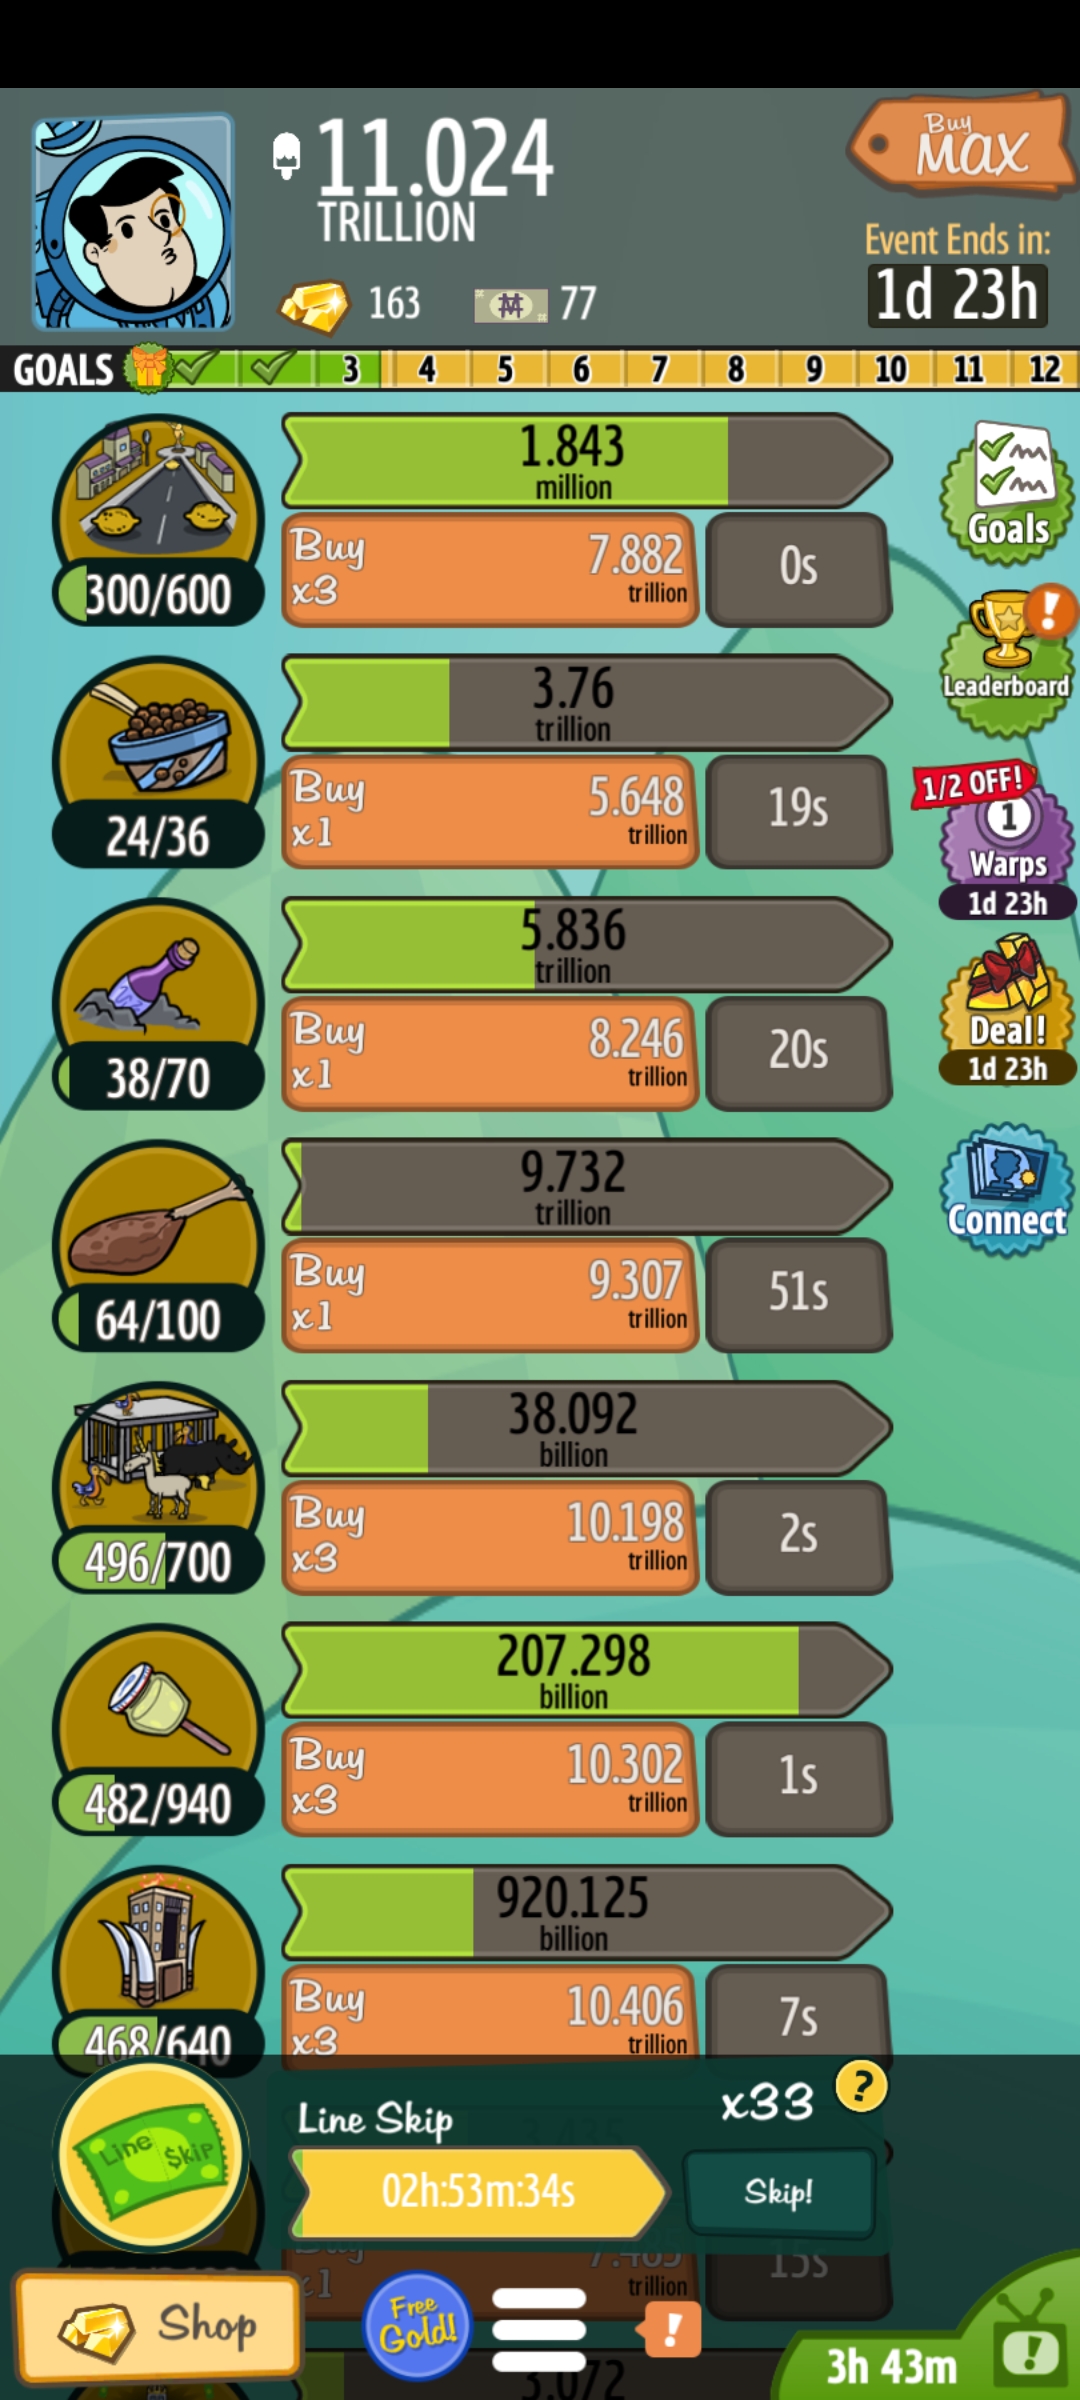 11.024
TRILLION
Buy
MAX
Event Ends in:
1d 23h
163
77
GOALS 3 4 5 6 7 8 9 10 11 12
1.843
million
Buy
x3
7.882
trillion
0s
300/600
Goals
3.76
trillion
Buy
x1
5.648
trillion
19s
24/36
Leaderboard
1/2 OFF!
1
Warps
1d 23h
5.836
trillion
Buy
x1
8.246
trillion
20s
38/70
Deal!
1d 23h
9.732
trillion
Buy
x1
9.307
trillion
51s
64/100
Connect
38.092
billion
Buy
x3
10.198
trillion
2s
496/700
207.298
billion
Buy
x3
10.302
trillion
1s
482/940
920.125
billion
Buy
x3
10.406
trillion
7s
468/640
Line $kip
Line Skip
x33
?
02h:53m:34s
Skip!
trillion
15s
Shop
Free
Gold!
!
3h 43m
!
3.072